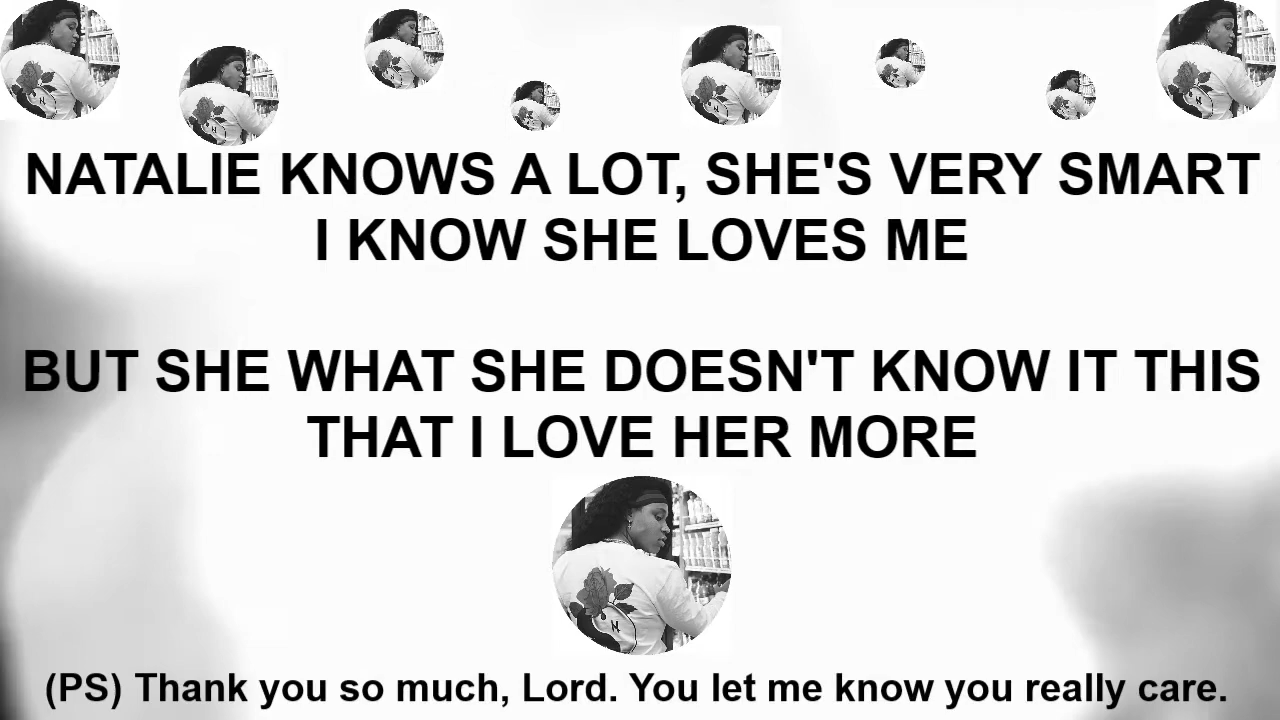 NATALIE KNOWS A LOT, SHE'S VERY SMART
I KNOW SHE LOVES ME
BUT SHE WHAT SHE DOESN'T KNOW IT THIS
THAT I LOVE HER MORE
N
(PS) Thank you so much, Lord. You let me know you really care.